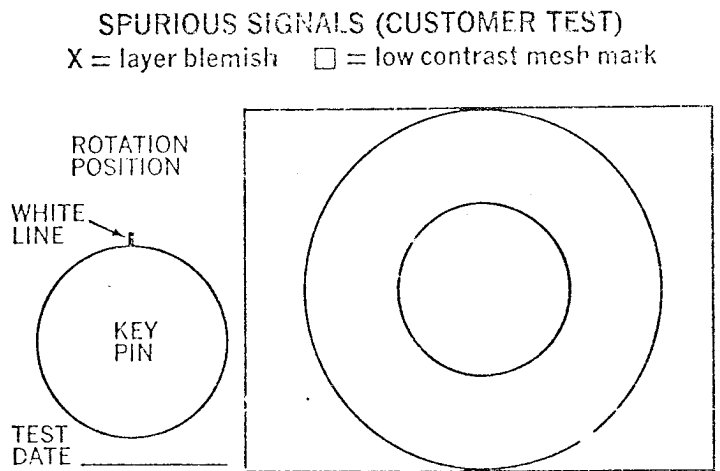 SPURIOUS SIGNALS (CUSTOMER TEST)
X = layer blemish □ = low contrast mesh mark
ROTATION
POSITION
WHITE
LINE
KEY
PIN
TEST
DATE